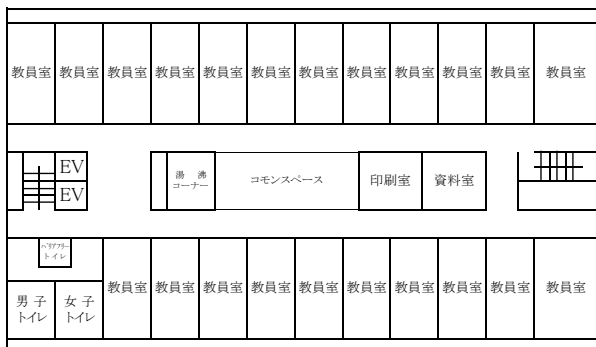 教員室 教員室 教員室 教員室 教員室 教員室 教員室 教員室 教員室 教員室 教員室 教員室
EV
EV
湯 沸
コーナー
コモンスペース
印刷室
資料室
バリアフリー
トイレ
男 子
トイレ
女 子
トイレ
教員室 教員室 教員室 教員室 教員室 教員室 教員室 教員室 教員室 教員室